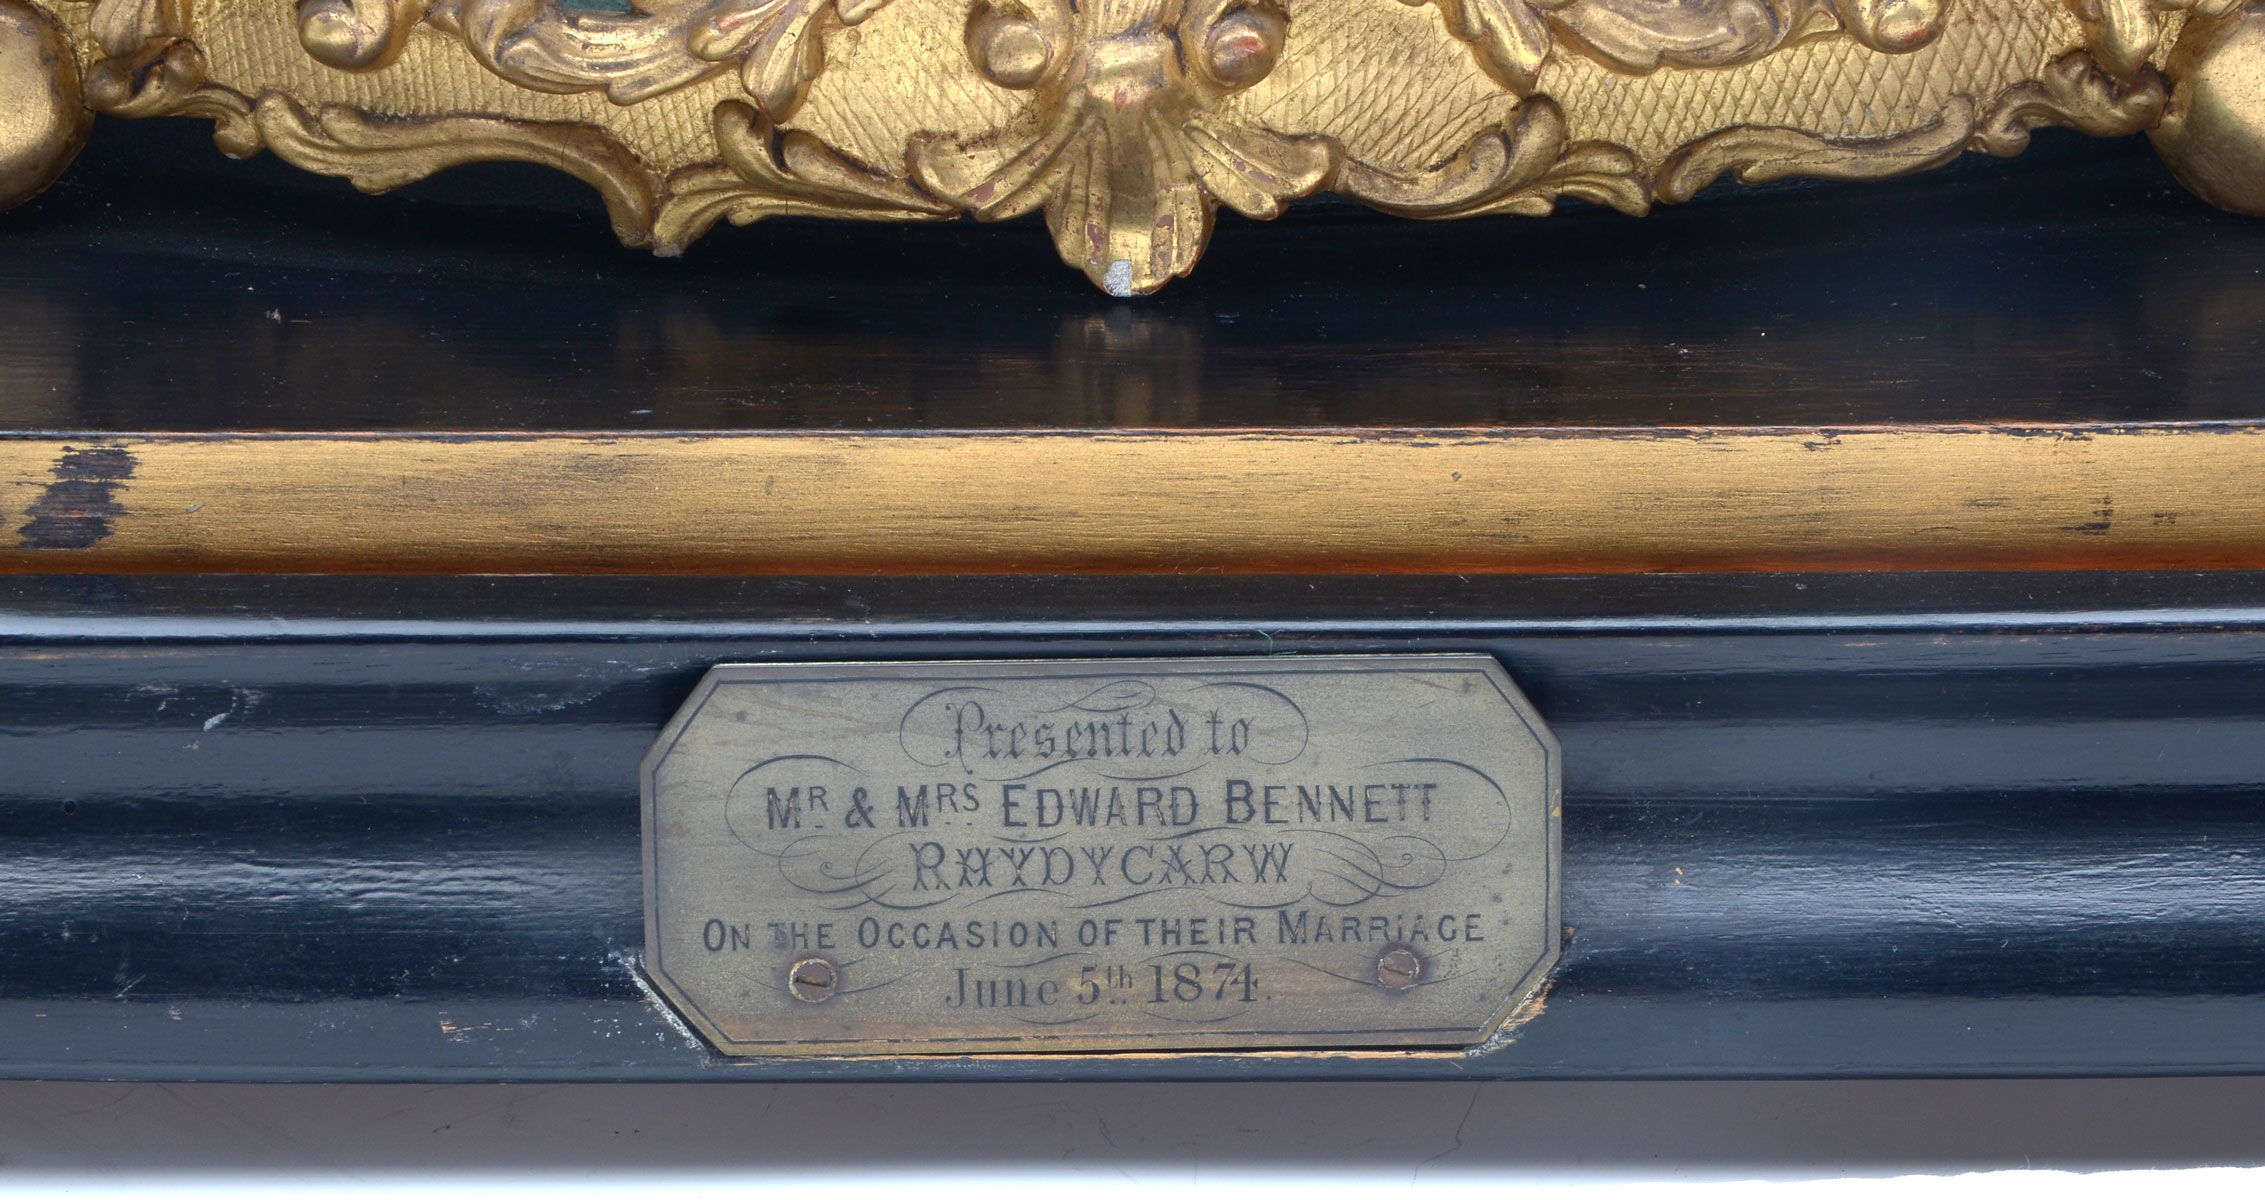 Presented to
Mr. & Mrs. Edward Bennett
RHYDYCARW
On the Occasion of their Marriage
June 5th. 1874.